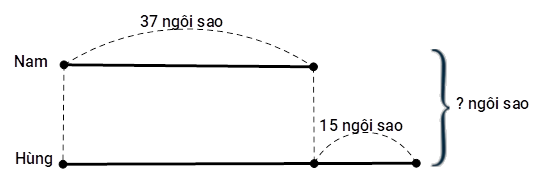 37 ngôi sao
Nam
? ngôi sao
15 ngôi sao
Hùng